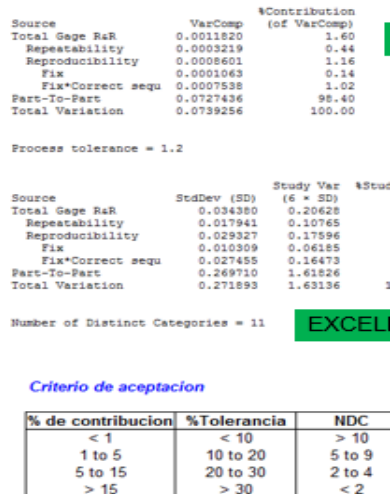 %Contribution
Source VarComp (of VarComp)
Total Gage R&R 0.0011820 1.60
Repeatability 0.0003219 0.44
Reproducibility 0.0008601 1.16
Fix 0.0001063 0.14
Fix*Correct sequ 0.0007538 1.02
Part-To-Part 0.0727436 98.40
Total Variation 0.0739256 100.00
Process tolerance = 1.2
Study Var %Stud
Source StdDev (SD) (6 * SD)
Total Gage R&R 0.034380 0.20628
Repeatability 0.017941 0.10765
Reproducibility 0.029327 0.17596
Fix 0.010309 0.06185
Fix*Correct sequ 0.027455 0.16473
Part-To-Part 0.269710 1.61826
Total Variation 0.271893 1.63136 1
Number of Distinct Categories = 11 EXCEL
Criterio de aceptacion
% de contribucion %Tolerancia NDC
< 1 < 10 > 10
1 to 5 10 to 20 5 to 9
5 to 15 20 to 30 2 to 4
> 15 > 30 < 2